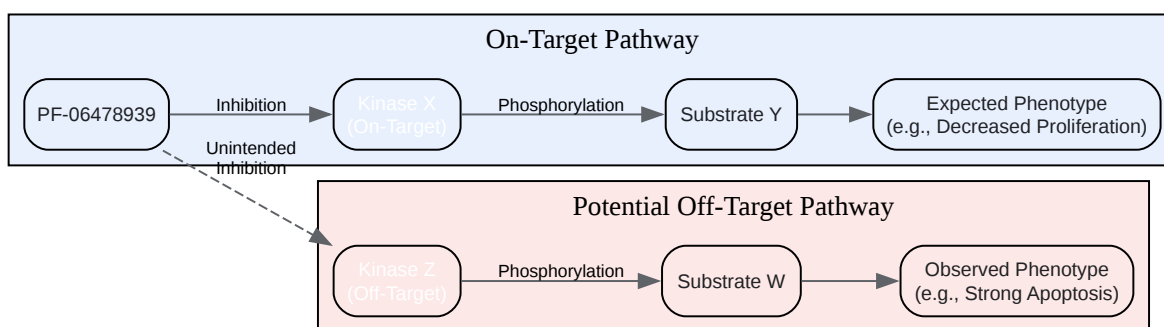 On-Target Pathway
PF-06478939
Inhibition
Kinase X
(On-Target)
Phosphorylation
Substrate Y
Expected Phenotype
(e.g., Decreased Proliferation)
Unintended
Inhibition
Potential Off-Target Pathway
Kinase Z
(Off-Target)
Phosphorylation
Substrate W
Observed Phenotype
(e.g., Strong Apoptosis)